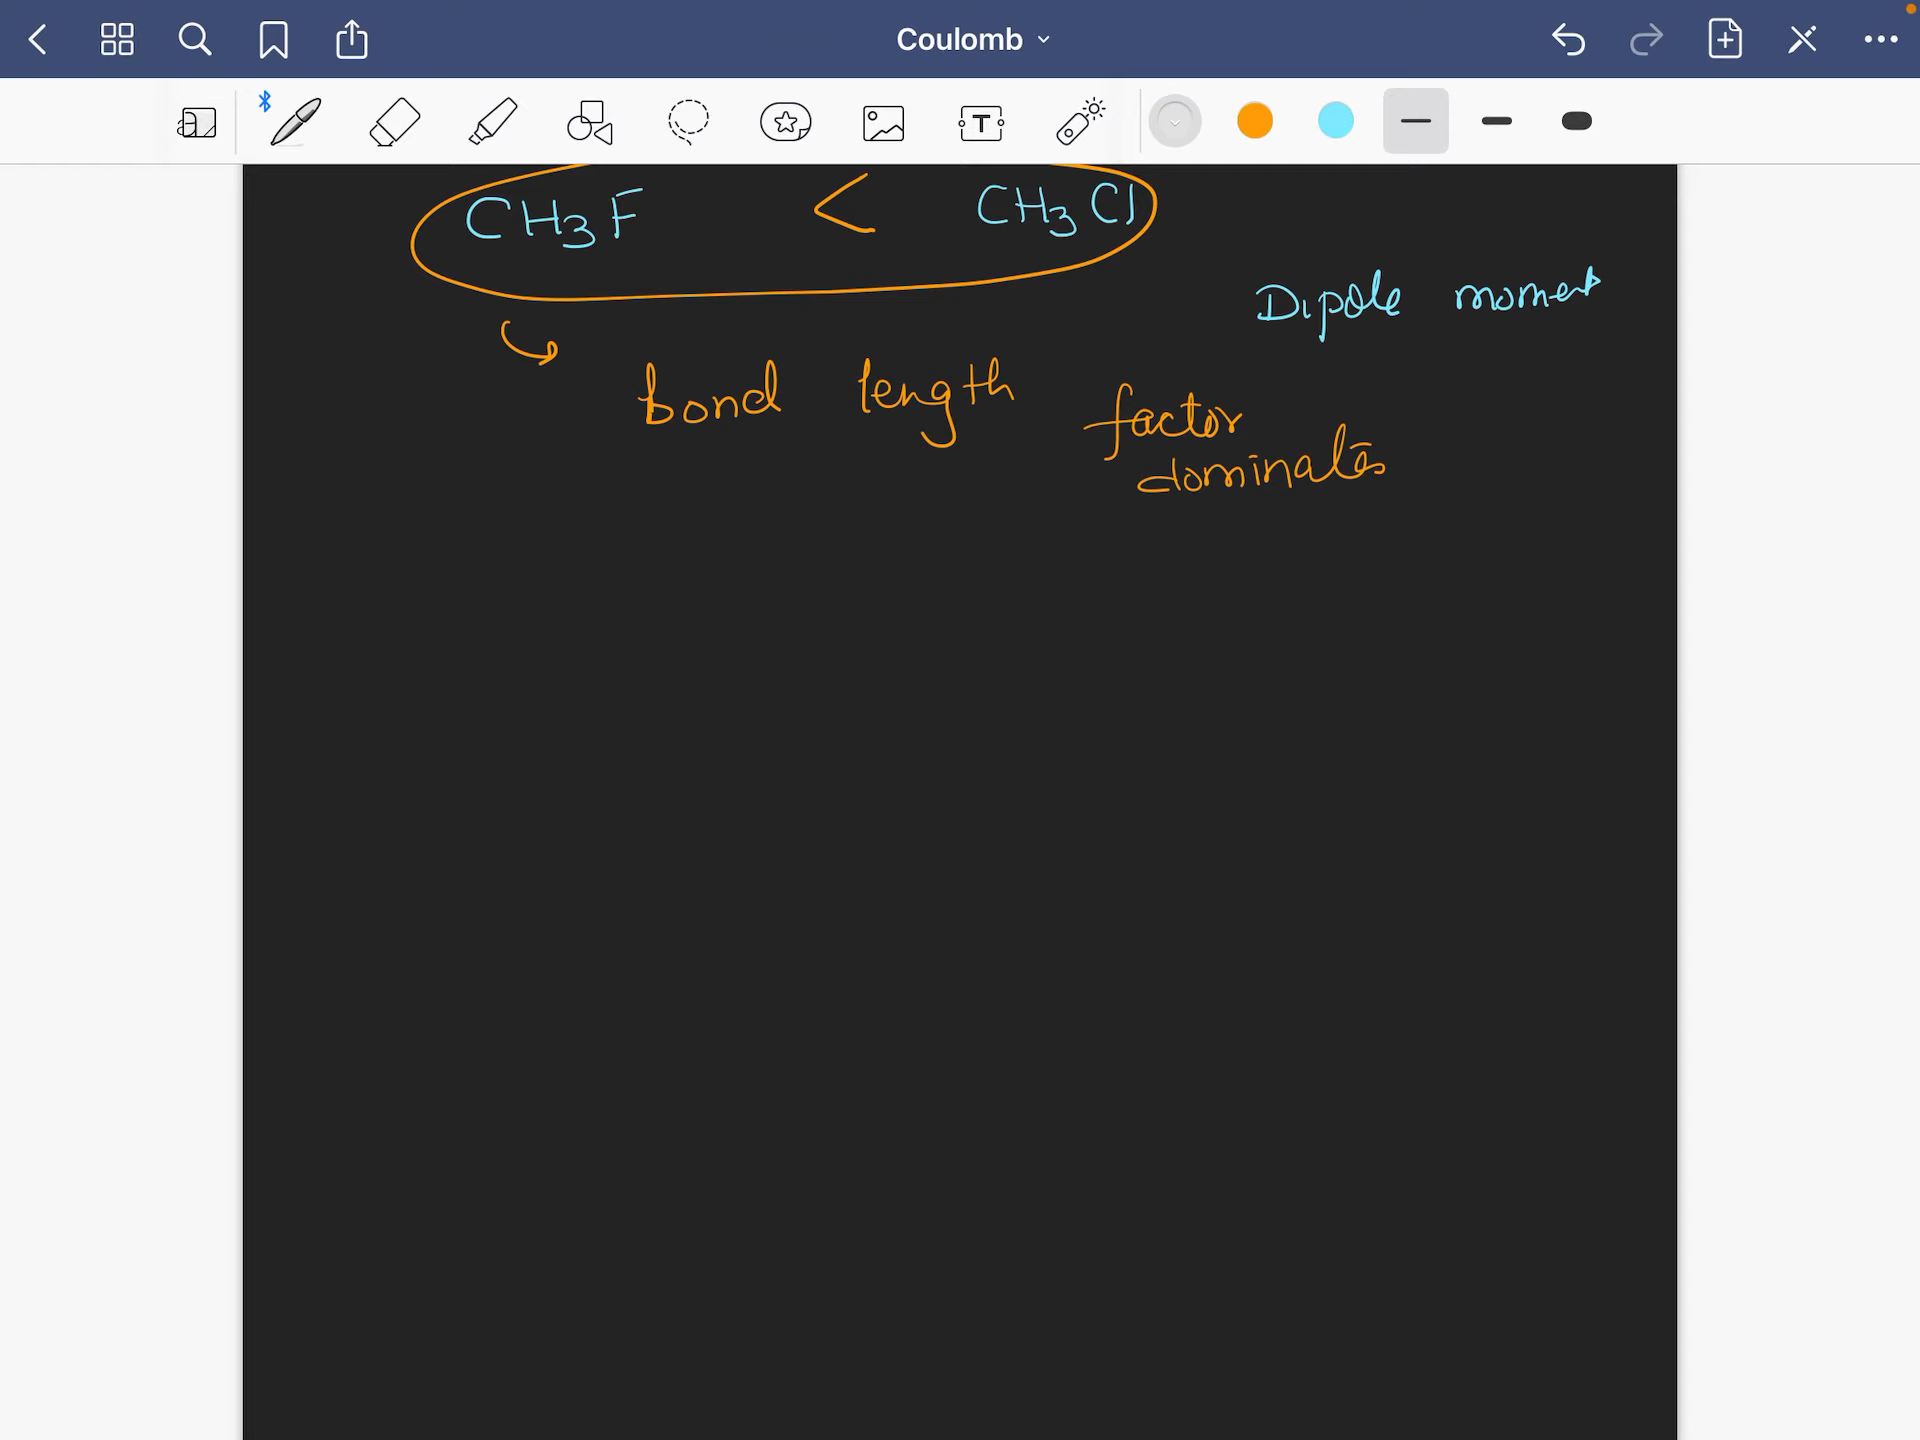 Coulomb
CH3F < CH3Cl
Dipole moment
bond length factor
dominates